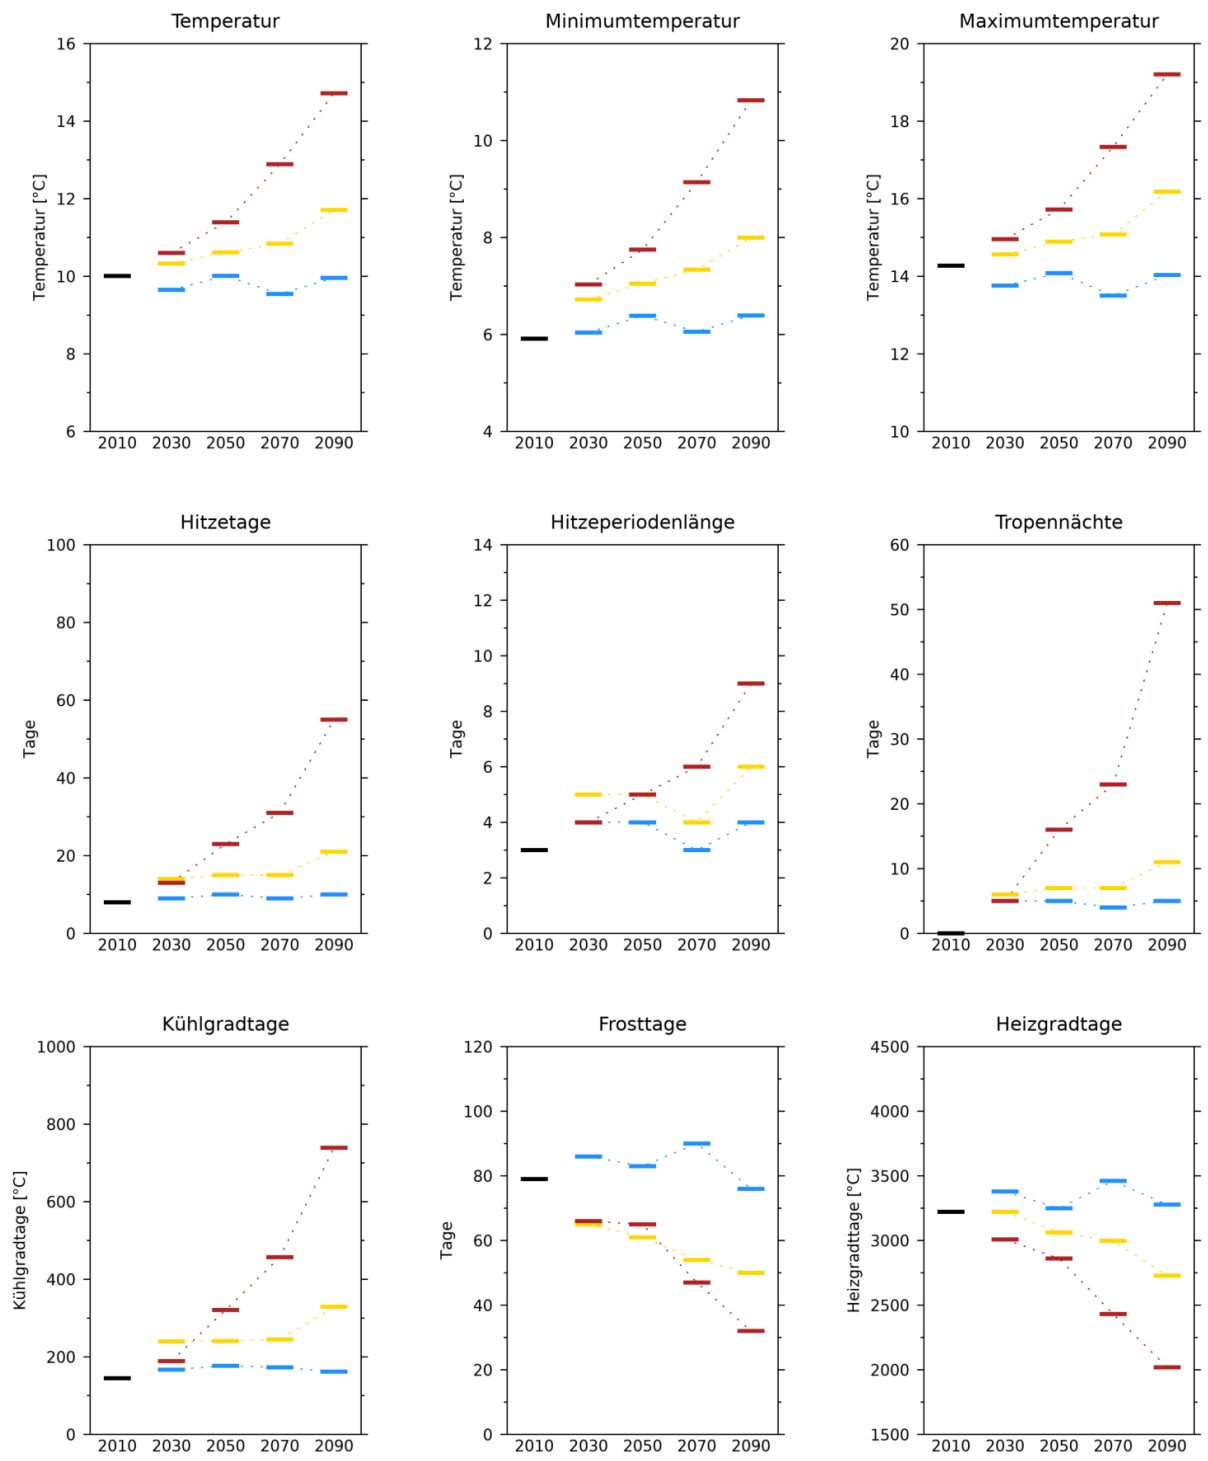 Temperatur
Minimumtemperatur
Maximumtemperatur
Temperatur [°C]
16
14
12
10
8
6
2010 2030 2050 2070 2090
Temperatur [°C]
12
10
8
6
4
2010 2030 2050 2070 2090
Temperatur [°C]
20
18
16
14
12
10
2010 2030 2050 2070 2090
Hitzetage
Hitzeperiodenlänge
Tropennächte
Tage
100
80
60
40
20
0
2010 2030 2050 2070 2090
Tage
14
12
10
8
6
4
2
0
2010 2030 2050 2070 2090
Tage
60
50
40
30
20
10
0
2010 2030 2050 2070 2090
Kühlgradtage
Frosttage
Heizgradtage
Kühlgradtage [°C]
1000
800
600
400
200
0
2010 2030 2050 2070 2090
Tage
120
100
80
60
40
20
0
2010 2030 2050 2070 2090
Heizgradttage [°C]
4500
4000
3500
3000
2500
2000
1500
2010 2030 2050 2070 2090